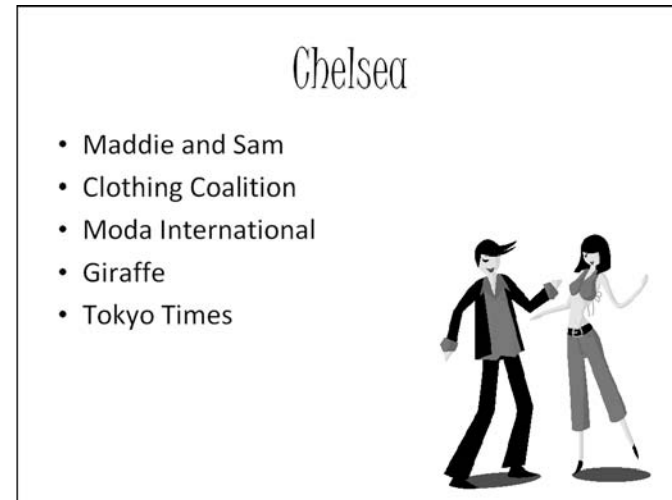 Chelsea
• Maddie and Sam
• Clothing Coalition
• Moda International
• Giraffe
• Tokyo Times